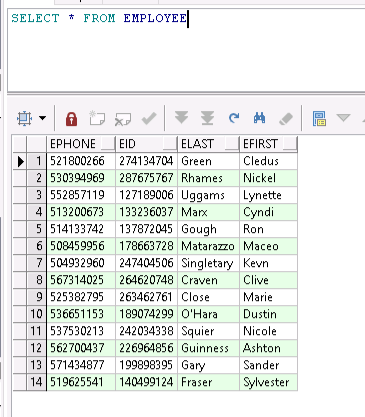 SELECT * FROM EMPLOYEE
EPHONE EID ELAST EFIRST
1 521800266 274134704 Green Cledus
2 530394969 287675767 Rhames Nickel
3 552857119 127189006 Uggams Lynette
4 513200673 133236037 Marx Cyndi
5 514133742 137872045 Gough Ron
6 508459956 178663728 Matarazzo Maceo
7 504932960 247404506 Singletary Kevn
8 567314025 264620748 Craven Clive
9 525382795 263462761 Close Marie
10 536651153 189074299 O'Hara Dustin
11 537530213 242034338 Squier Nicole
12 562700437 226964856 Guinness Ashton
13 571434877 199898395 Gary Sander
14 519625541 140499124 Fraser Sylvester